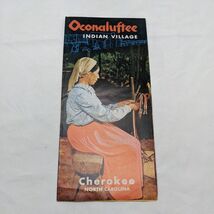 Oconaluftee
INDIAN VILLAGE
Cherokee
NORTH CAROLINA